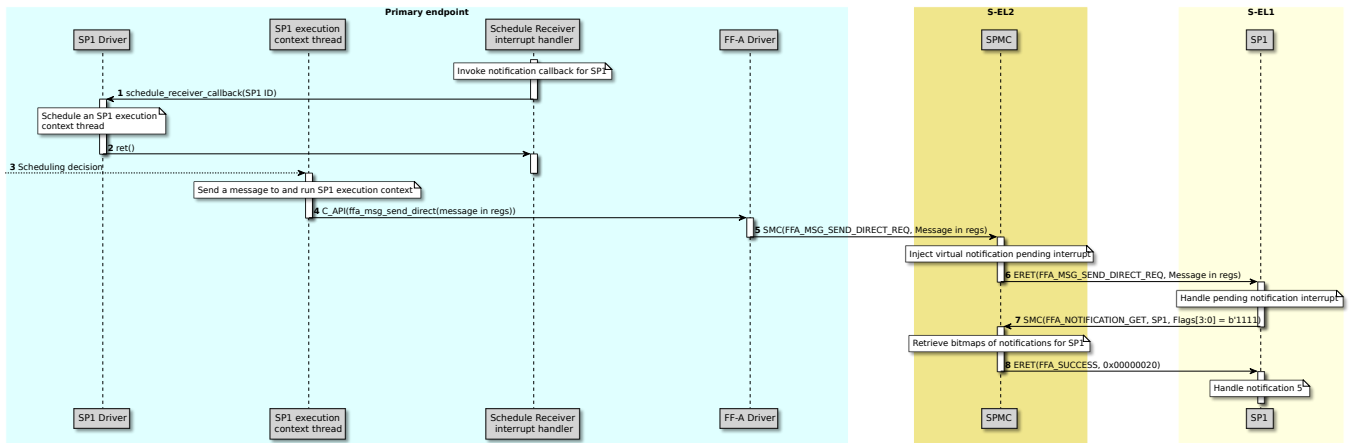 Primary endpoint
S-EL2
S-EL1
SP1 Driver
SP1 execution
context thread
Schedule Receiver
interrupt handler
FF-A Driver
SPMC
SP1
Invoke notification callback for SP1
1 schedule_receiver_callback(SP1 ID)
Schedule an SP1 execution
context thread
2 ret()
3 Scheduling decision
Send a message to and run SP1 execution context
4 C_API(ffa_msg_send_direct(message in regs))
5 SMC(FFA_MSG_SEND_DIRECT_REQ, Message in regs)
Inject virtual notification pending interrupt
6 ERET(FFA_MSG_SEND_DIRECT_REQ, Message in regs)
Handle pending notification interrupt
7 SMC(FFA_NOTIFICATION_GET, SP1, Flags[3:0] = b'1111)
Retrieve bitmaps of notifications for SP1
8 ERET(FFA_SUCCESS, 0x00000020)
Handle notification 5
SP1 Driver
SP1 execution
context thread
Schedule Receiver
interrupt handler
FF-A Driver
SPMC
SP1